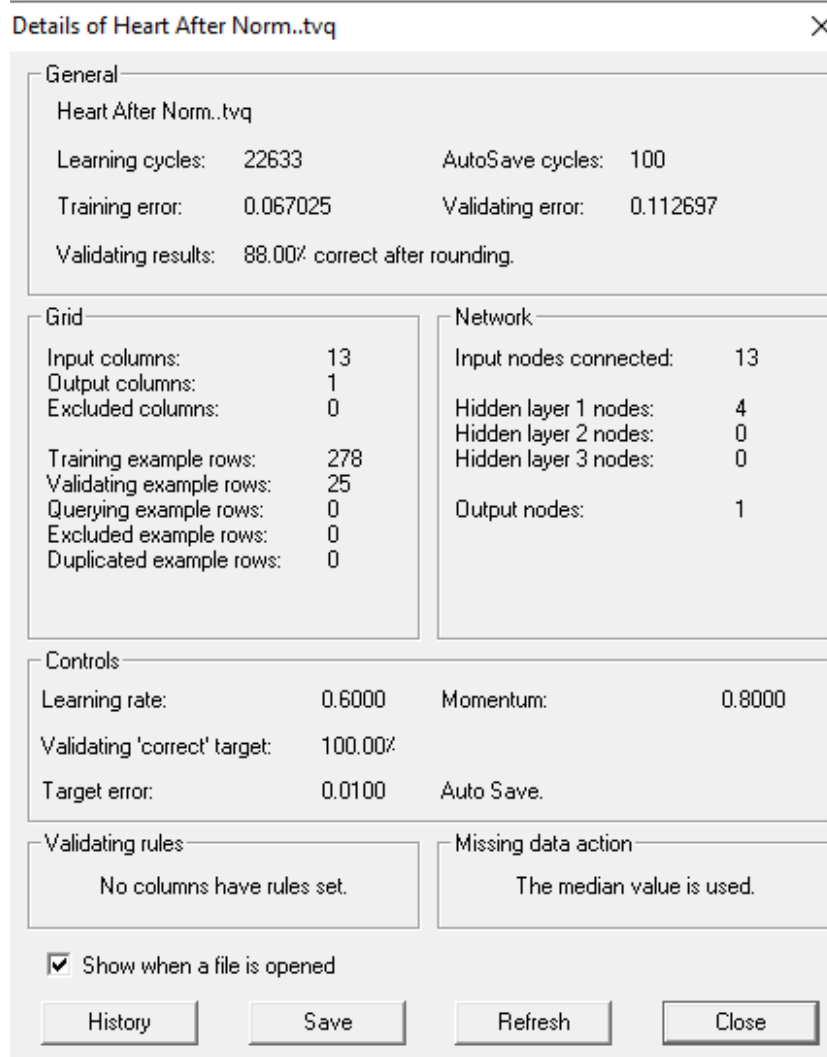 Details of Heart After Norm..tvq
General
Heart After Norm..tvq
Learning cycles: 22633 AutoSave cycles: 100
Training error: 0.067025 Validating error: 0.112697
Validating results: 88.00% correct after rounding.
Grid
Input columns: 13
Output columns: 1
Excluded columns: 0
Training example rows: 278
Validating example rows: 25
Querying example rows: 0
Excluded example rows: 0
Duplicated example rows: 0
Network
Input nodes connected: 13
Hidden layer 1 nodes: 4
Hidden layer 2 nodes: 0
Hidden layer 3 nodes: 0
Output nodes: 1
Controls
Learning rate: 0.6000 Momentum: 0.8000
Validating 'correct' target: 100.00%
Target error: 0.0100 Auto Save.
Validating rules
No columns have rules set.
Missing data action
The median value is used.
Show when a file is opened
History Save Refresh Close